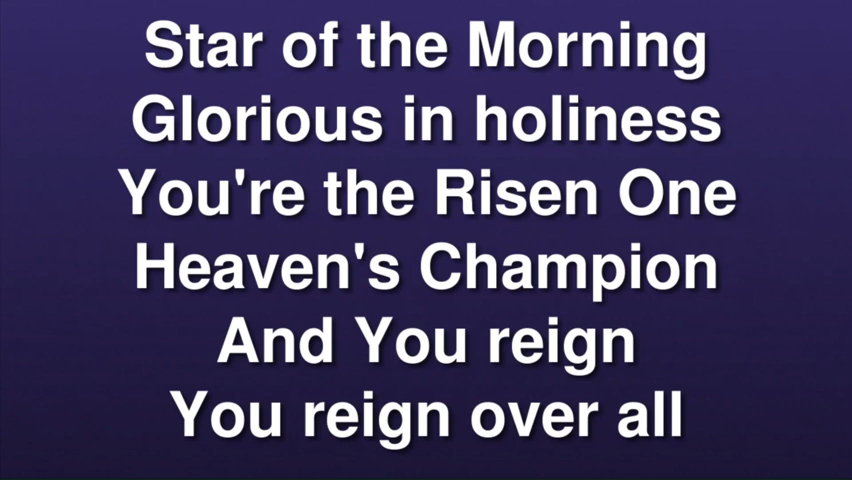 Star of the Morning
Glorious in holiness
You're the Risen One
Heaven's Champion
And You reign
You reign over all